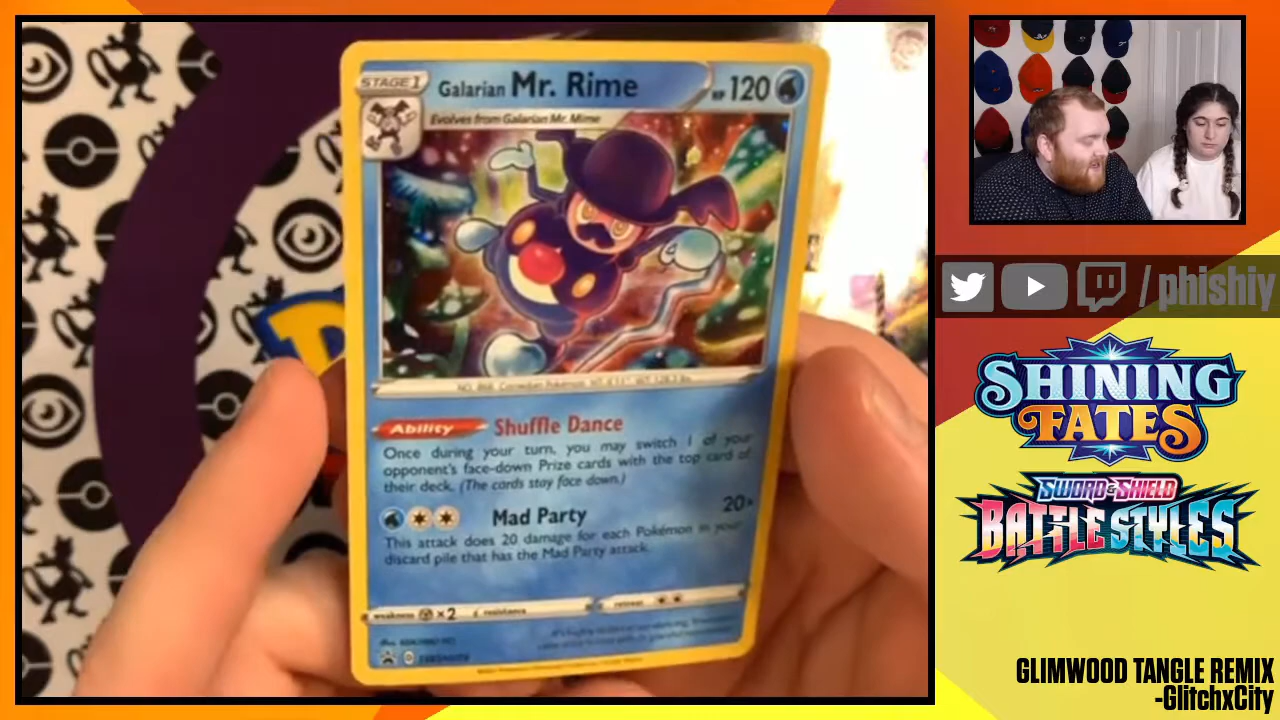 STAGE 1
Galarian Mr. Rime
HP 120
Evolves from Galarian Mr. Mime
NO. 866 Comedian Pokémon
Ability Shuffle Dance
Once during your turn, you may switch 1 of your
opponent's face-down Prize cards with the top card of
their deck. (The cards stay face down.)
Mad Party 20×
This attack does 20 damage for each Pokémon in your
discard pile that has the Mad Party attack.
weakness ×2 resistance
retreat
/phishiy
SHINING
FATES
SWORD & SHIELD
BATTLE STYLES
GLIMWOOD TANGLE REMIX
-GlitchxCity